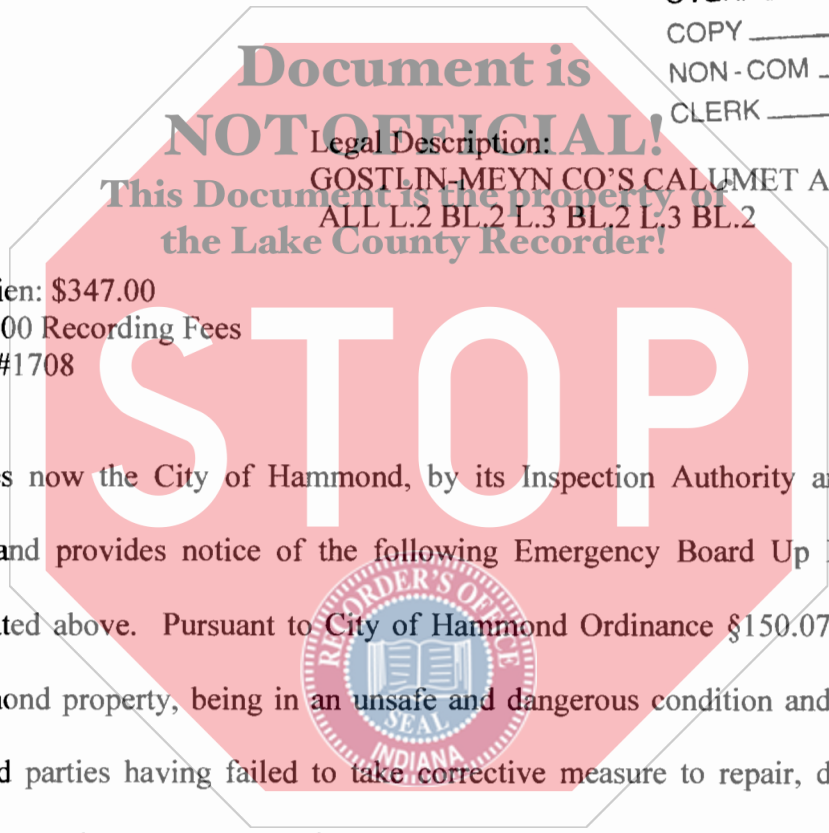 COPY
NON-COM
CLERK
Document is
NOT OFFICIAL!
This Document is the property of
the Lake County Recorder!
Legal Description:
GOSTLIN-MEYN CO'S CALUMET A
ALL L.2 BL.2 L.3 BL.2 L.3 BL.2
ien: $347.00
00 Recording Fees
#1708
STOP
s now the City of Hammond, by its Inspection Authority a
and provides notice of the following Emergency Board Up
ted above. Pursuant to City of Hammond Ordinance §150.07
ond property, being in an unsafe and dangerous condition and
d parties having failed to take corrective measure to repair, d
RECORDER'S OFFICE
SEAL
INDIANA